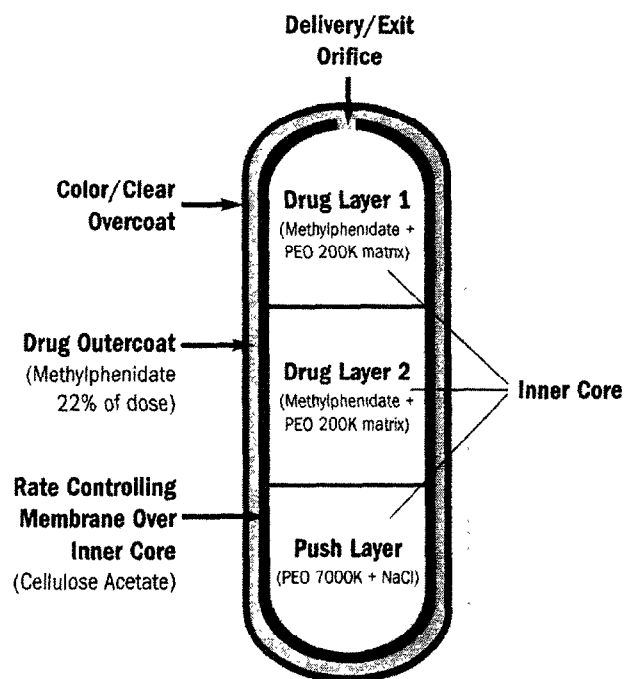 Delivery/Exit
Orifice
Color/Clear
Overcoat
Drug Layer 1
(Methylphenidate +
PEO 200K matrix)
Drug Outercoat
(Methylphenidate
22% of dose)
Drug Layer 2
(Methylphenidate +
PEO 200K matrix)
Inner Core
Rate Controlling
Membrane Over
Inner Core
(Cellulose Acetate)
Push Layer
(PEO 7000K + NaCl)